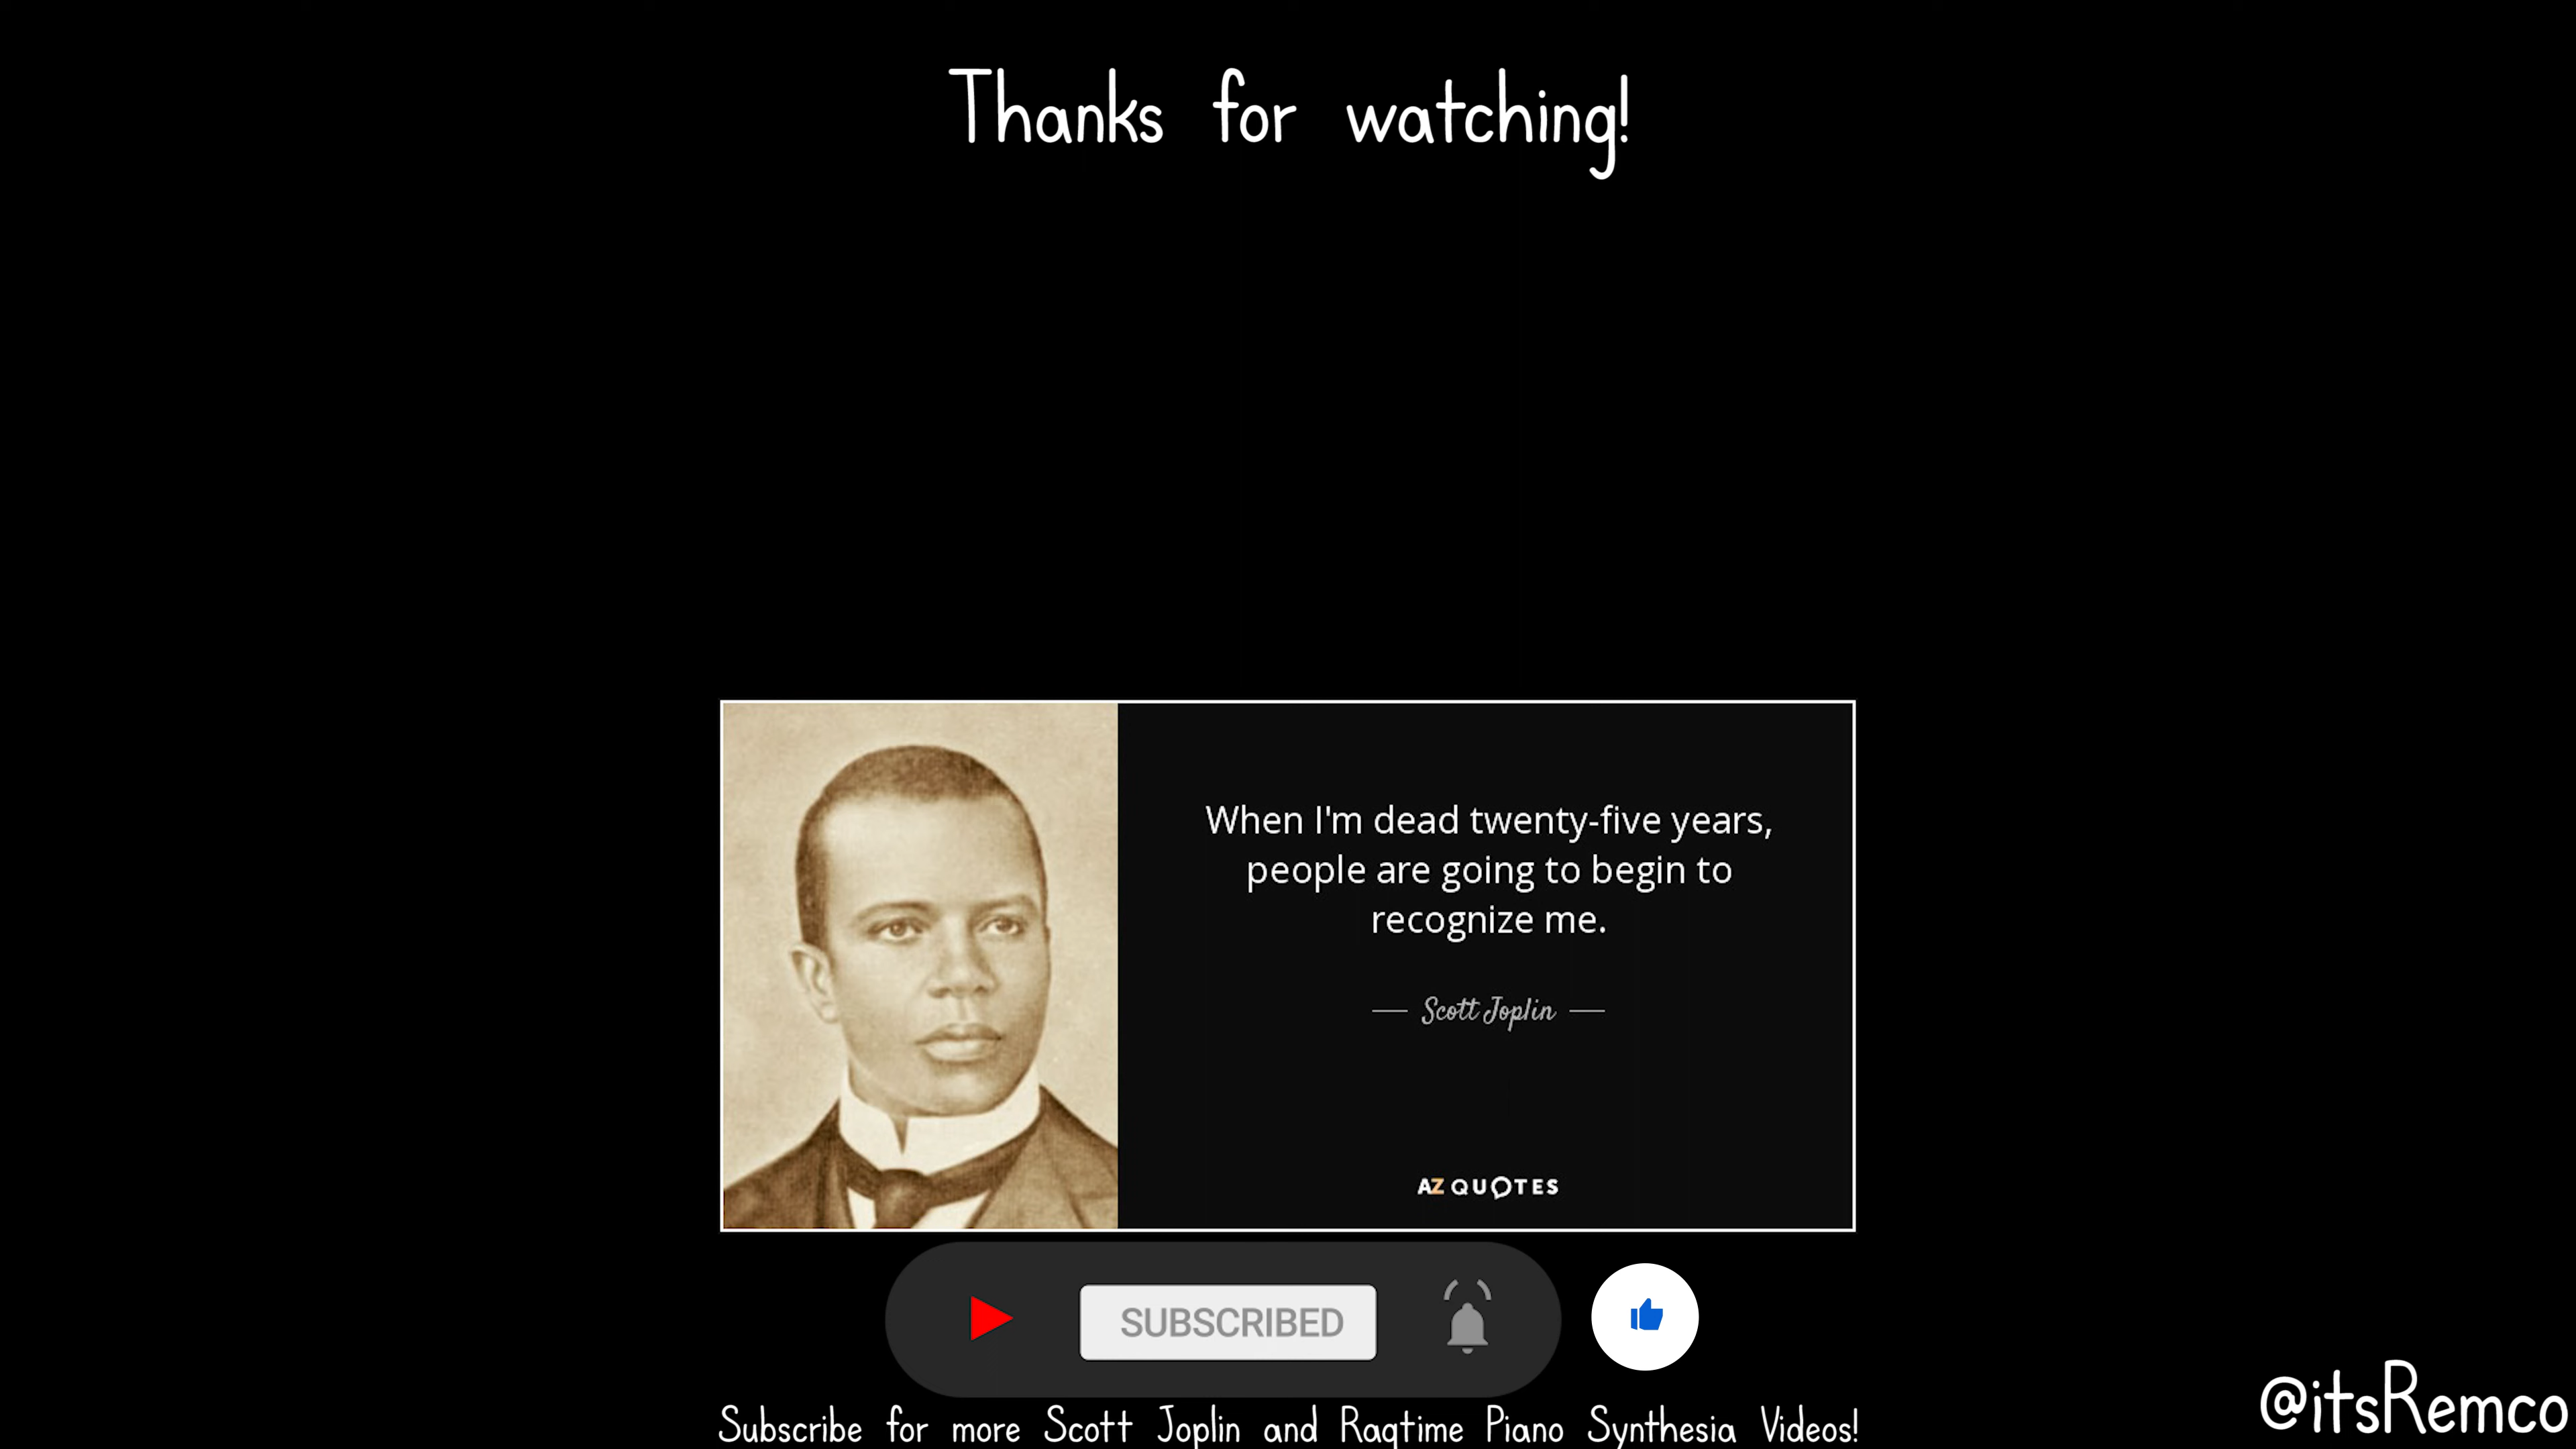 Thanks for watching!
When I'm dead twenty-five years,
people are going to begin to
recognize me.
— Scott Joplin —
AZ QUOTES
SUBSCRIBED
Subscribe for more Scott Joplin and Ragtime Piano Synthesia Videos!
@itsRemco